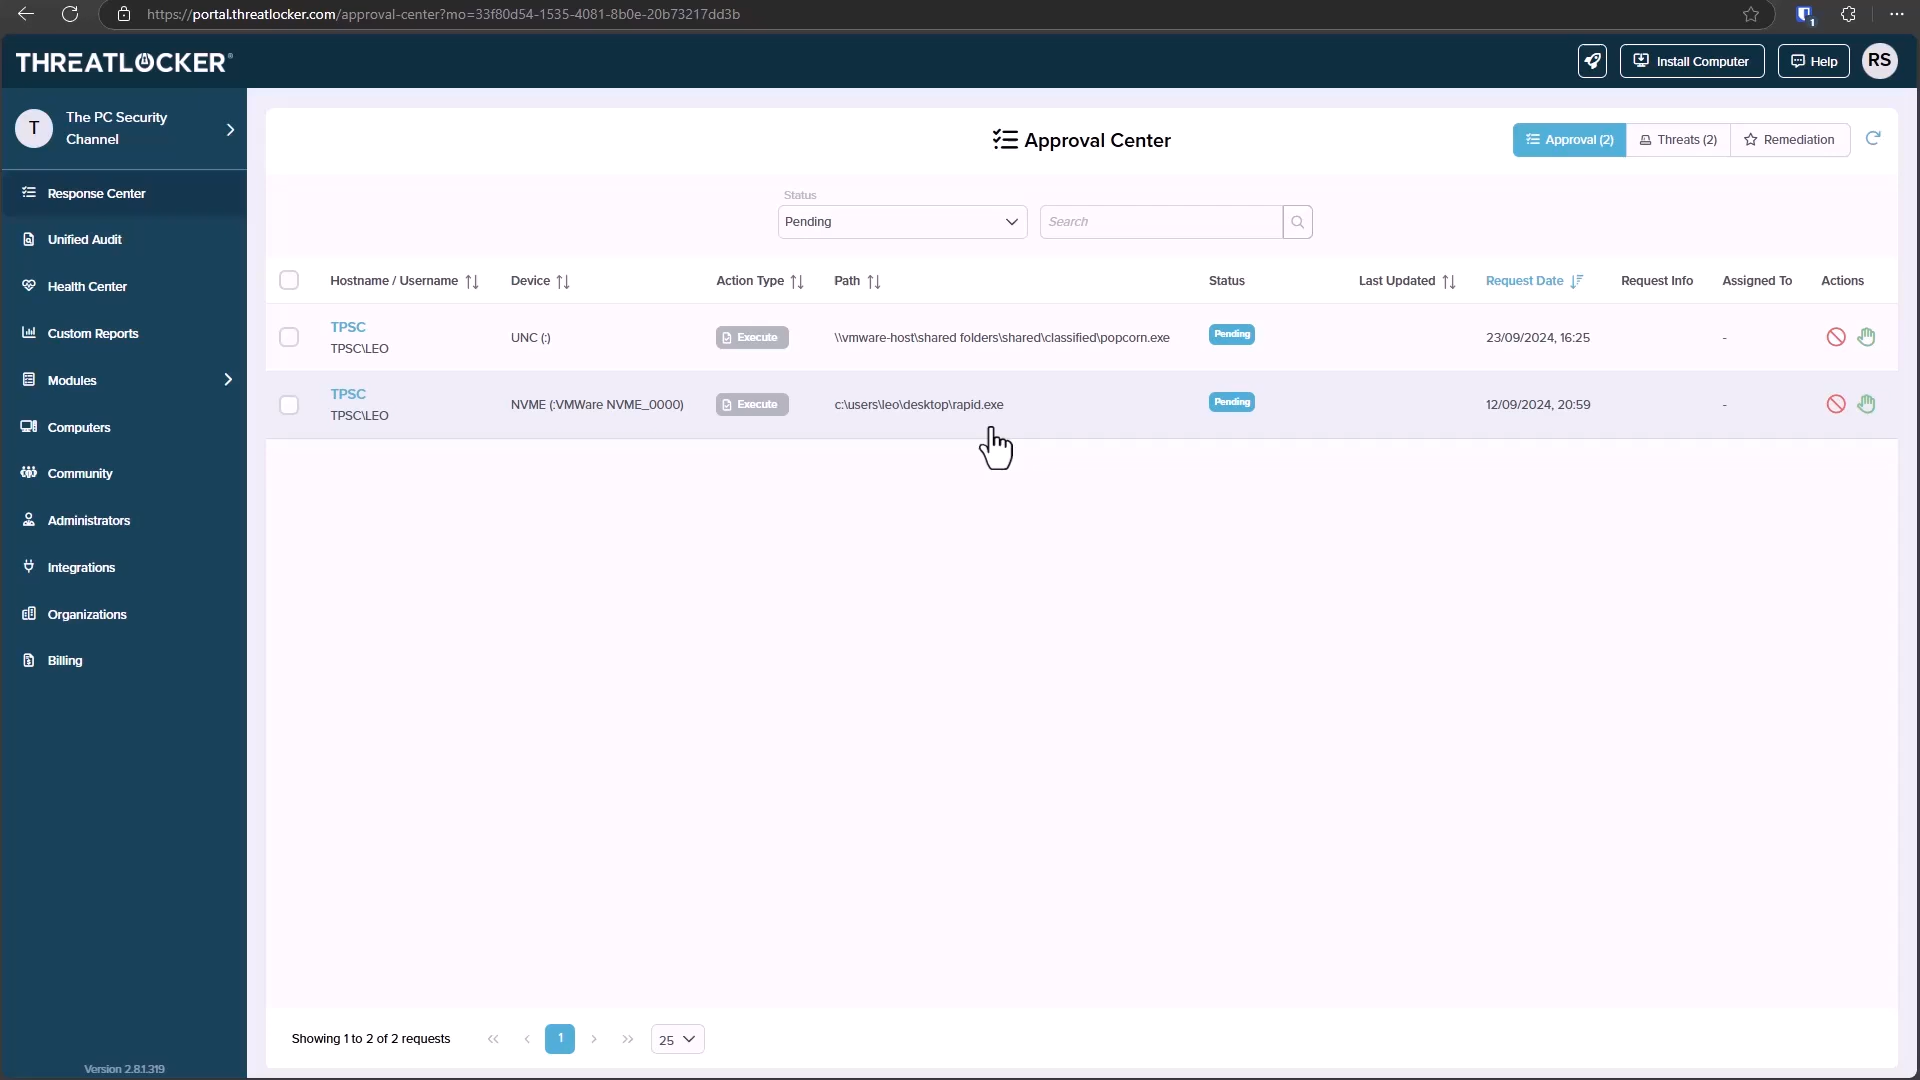 https://portal.threatlocker.com/approval-center?mo=33f80d54-1535-4081-8b0e-20b73217dd3b
1
THREATLOCKER®
Install Computer
Help
RS
T
The PC Security
Channel
Response Center
Unified Audit
Health Center
Custom Reports
Modules
Computers
Community
Administrators
Integrations
Organizations
Billing
Version 2.8.1.319
Approval Center
Approval (2)
Threats (2)
Remediation
Status
Pending
Search
Hostname / Username
Device
Action Type
Path
Status
Last Updated
Request Date
Request Info
Assigned To
Actions
TPSC
TPSC\LEO
UNC (:)
Execute
\\vmware-host\shared folders\shared\classified\popcorn.exe
Pending
23/09/2024, 16:25
-
TPSC
TPSC\LEO
NVME (:VMWare NVME_0000)
Execute
c:\users\leo\desktop\rapid.exe
Pending
12/09/2024, 20:59
-
Showing 1 to 2 of 2 requests
1
25